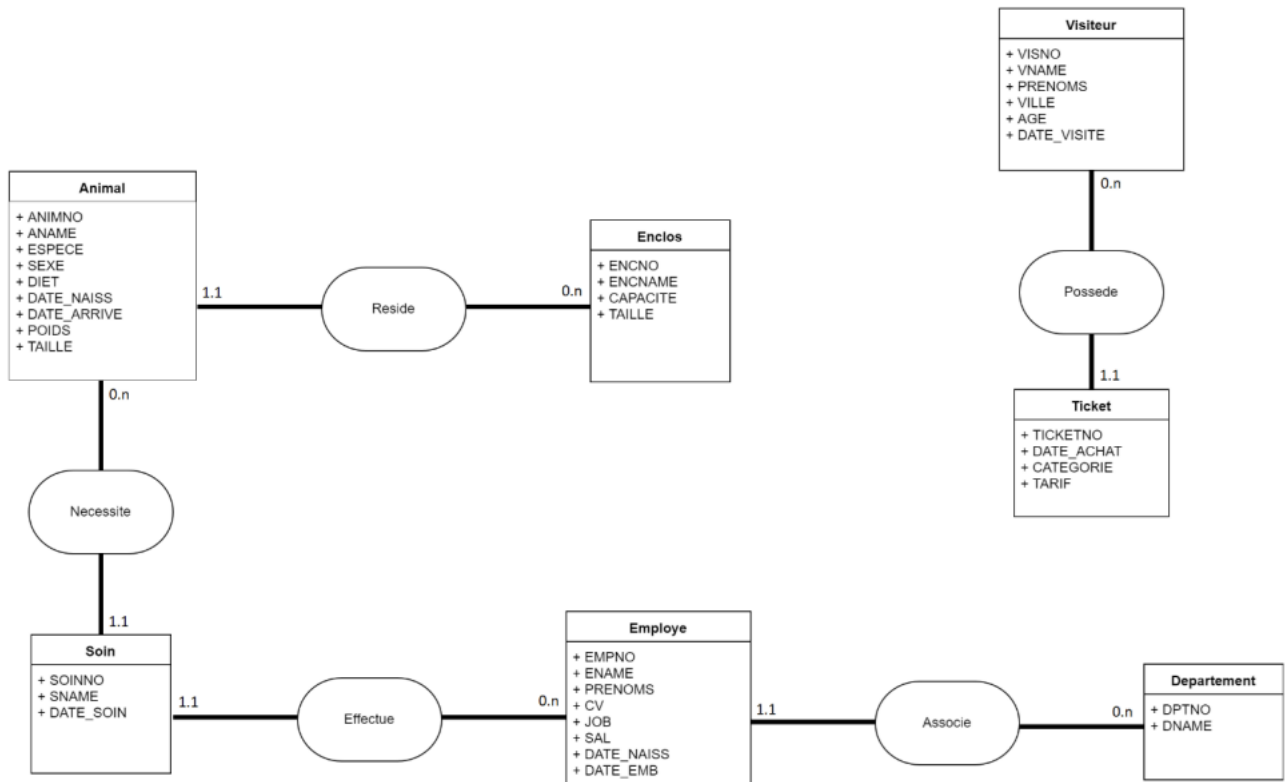 Visiteur
+ VISNO
+ VNAME
+ PRENOMS
+ VILLE
+ AGE
+ DATE_VISITE
0.n
Possede
1.1
Ticket
+ TICKETNO
+ DATE_ACHAT
+ CATEGORIE
+ TARIF
Animal
+ ANIMNO
+ ANAME
+ ESPECE
+ SEXE
+ DIET
+ DATE_NAISS
+ DATE_ARRIVE
+ POIDS
+ TAILLE
1.1
Reside
0.n
Enclos
+ ENCNO
+ ENCNAME
+ CAPACITE
+ TAILLE
0.n
Necessite
1.1
Soin
+ SOINNO
+ SNAME
+ DATE_SOIN
1.1
Effectue
0.n
Employe
+ EMPNO
+ ENAME
+ PRENOMS
+ CV
+ JOB
+ SAL
+ DATE_NAISS
+ DATE_EMB
1.1
Associe
0.n
Departement
+ DPTNO
+ DNAME